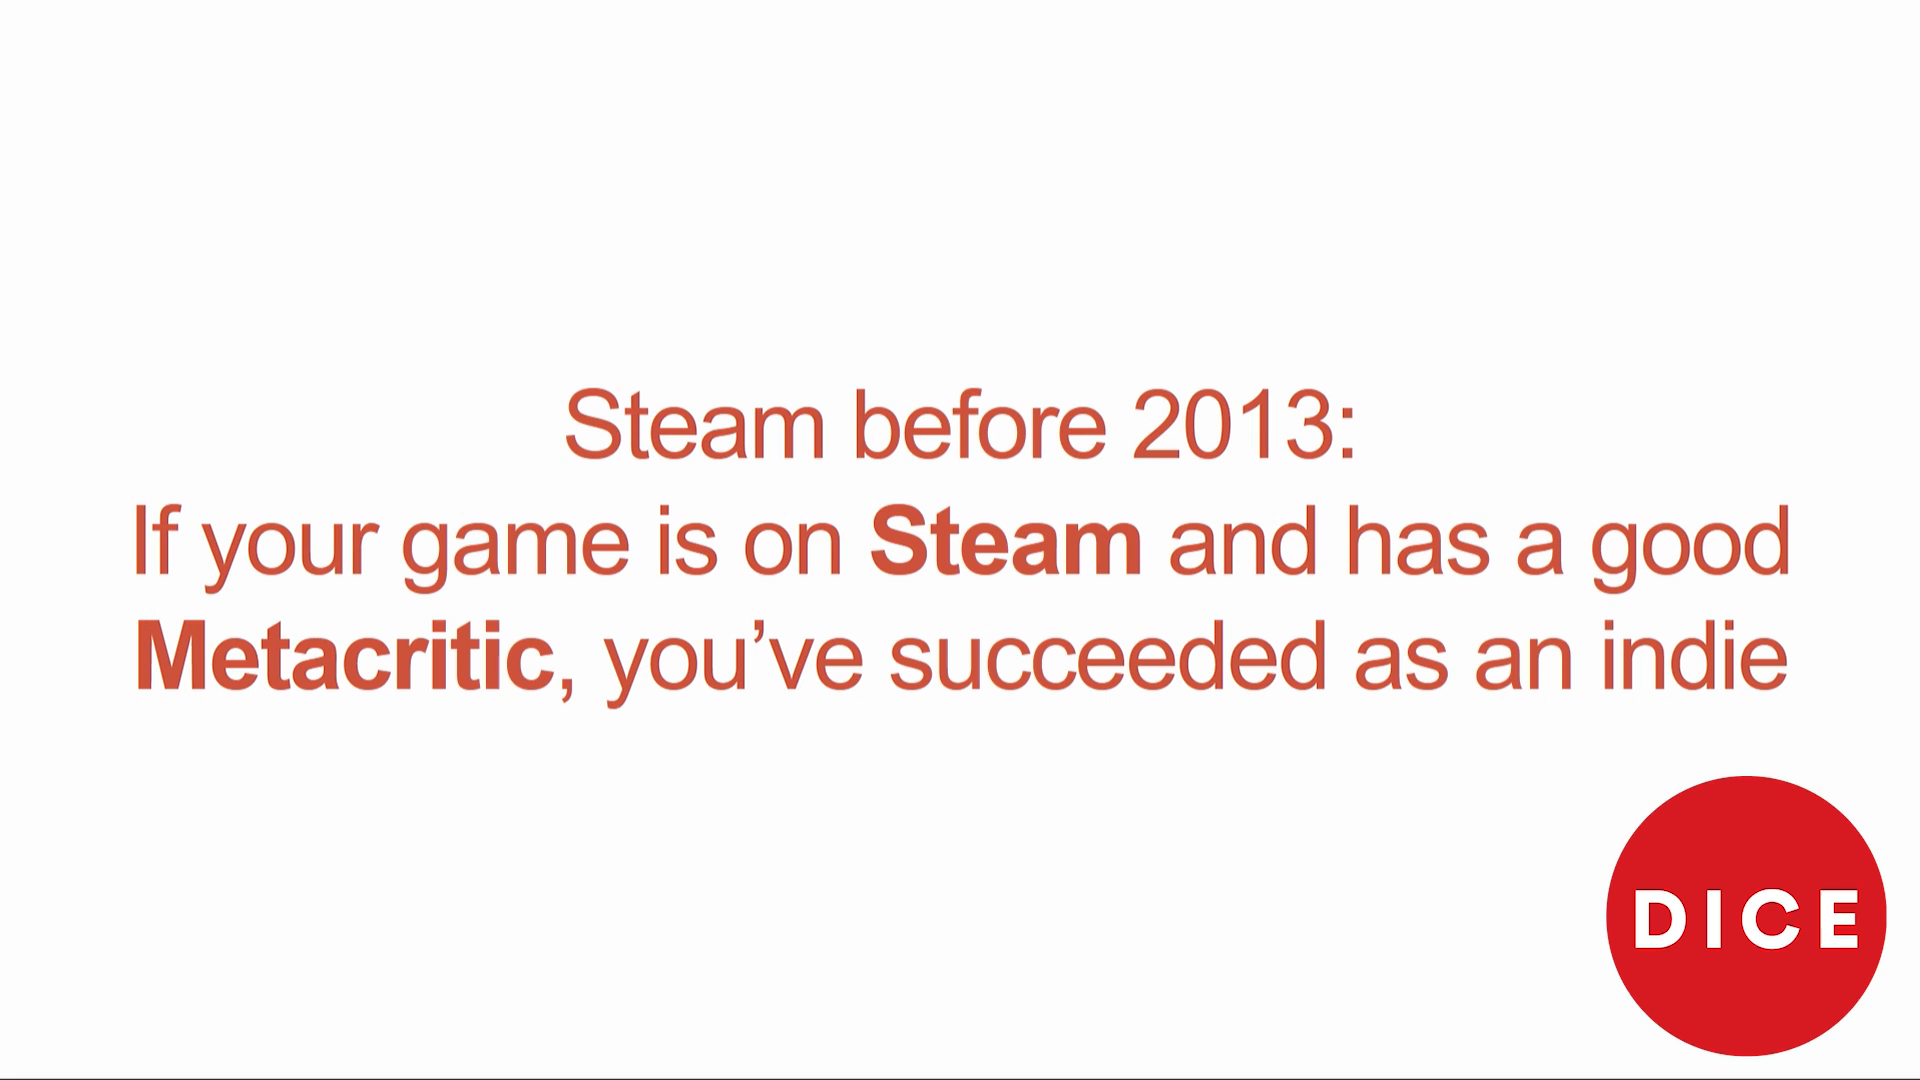 Steam before 2013:
If your game is on Steam and has a good
Metacritic, you’ve succeeded as an indie
DICE